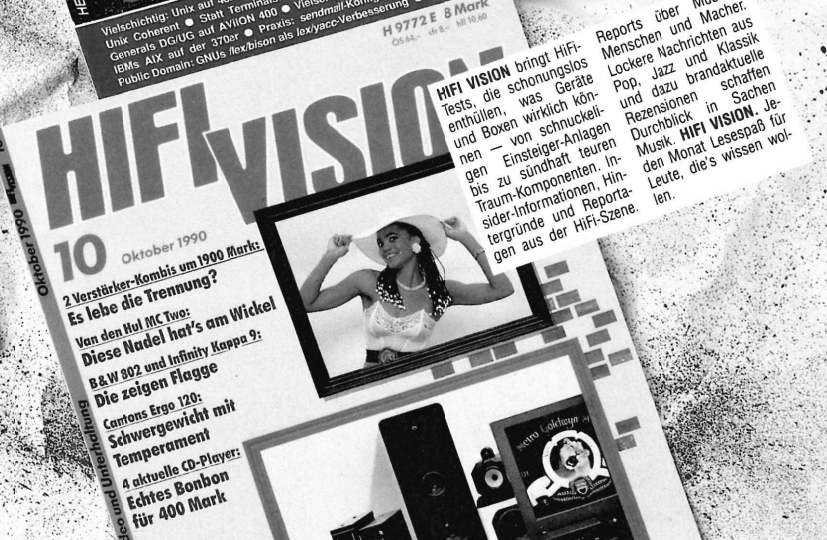 HE
Vielschichtig: Unix auf
Unix Coherent ● Statt Terminals
Generals DG/UG auf AViiON 400 ●
IBMs AIX auf der 370er ● Praxis: sendmail-
Public Domain: GNUs flex/bison als lex/yacc-Verbesserung
H 9772 E 8 Mark
ÖS 64,– sfr 8.– hfl 10.60
HIFI VISION
Oktober 1990
10 Oktober 1990
2 Verstärker-Kombis um 1900 Mark:
Es lebe die Trennung?
Van den Hul MC Two:
Diese Nadel hat's am Wickel
B&W 802 und Infinity Kappa 9:
Die zeigen Flagge
Cantons Ergo 120:
Schwergewicht mit
Temperament
4 aktuelle CD-Player:
Echtes Bonbon
für 400 Mark
deo und Unterhaltung
Metro Goldwyn
HIFI VISION bringt HiFi-
Tests, die schonungslos
enthüllen, was Geräte
und Boxen wirklich kön-
nen — von schnuckeli-
gen Einsteiger-Anlagen
bis zu sündhaft teuren
Traum-Komponenten. In-
sider-Informationen, Hin-
tergründe und Reporta-
gen aus der HiFi-Szene.
Reports über
Menschen und Macher.
Lockere Nachrichten aus
Pop, Jazz und Klassik
und dazu brandaktuelle
Rezensionen schaffen
Durchblick in Sachen
Musik. HIFI VISION. Je-
den Monat Lesespaß für
Leute, die's wissen wol-
len.